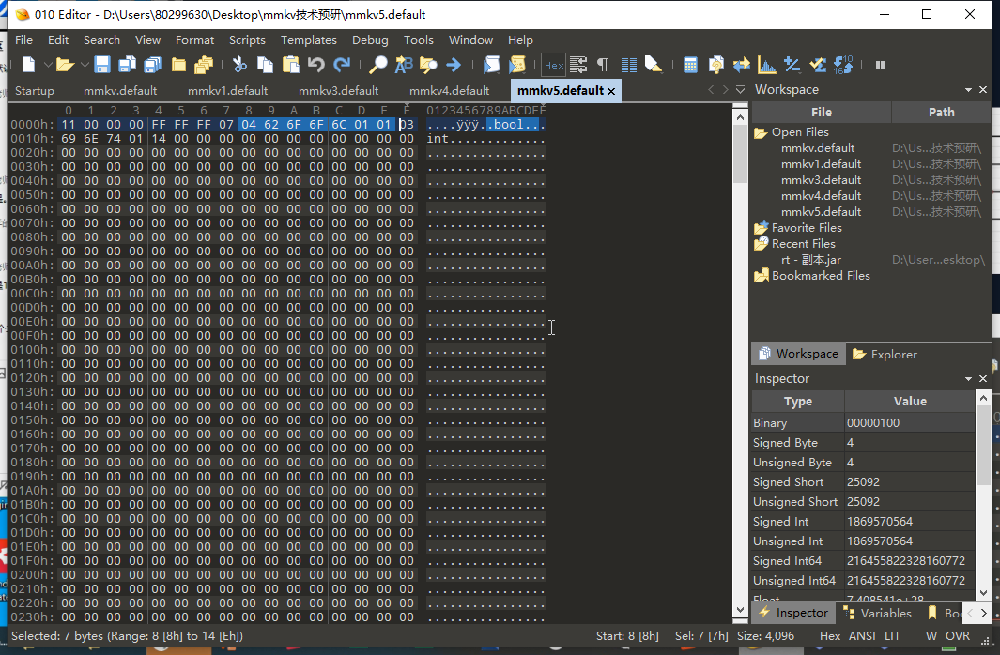 010 Editor - D:\Users\80299630\Desktop\mmkv技术预研\mmkv5.default
File Edit Search View Format Scripts Templates Debug Tools Window Help
Hex
Startup mmkv.default mmkv1.default mmkv3.default mmkv4.default mmkv5.default
0 1 2 3 4 5 6 7 8 9 A B C D E F 0123456789ABCDEF
0000h: 11 00 00 00 FF FF FF 07 04 62 6F 6F 6C 01 01 03 ....ÿÿÿ..bool...
0010h: 69 6E 74 01 14 00 00 00 00 00 00 00 00 00 00 00 int.............
0020h: 00 00 00 00 00 00 00 00 00 00 00 00 00 00 00 00 ................
0030h: 00 00 00 00 00 00 00 00 00 00 00 00 00 00 00 00 ................
0040h: 00 00 00 00 00 00 00 00 00 00 00 00 00 00 00 00 ................
0050h: 00 00 00 00 00 00 00 00 00 00 00 00 00 00 00 00 ................
0060h: 00 00 00 00 00 00 00 00 00 00 00 00 00 00 00 00 ................
0070h: 00 00 00 00 00 00 00 00 00 00 00 00 00 00 00 00 ................
0080h: 00 00 00 00 00 00 00 00 00 00 00 00 00 00 00 00 ................
0090h: 00 00 00 00 00 00 00 00 00 00 00 00 00 00 00 00 ................
00A0h: 00 00 00 00 00 00 00 00 00 00 00 00 00 00 00 00 ................
00B0h: 00 00 00 00 00 00 00 00 00 00 00 00 00 00 00 00 ................
00C0h: 00 00 00 00 00 00 00 00 00 00 00 00 00 00 00 00 ................
00D0h: 00 00 00 00 00 00 00 00 00 00 00 00 00 00 00 00 ................
00E0h: 00 00 00 00 00 00 00 00 00 00 00 00 00 00 00 00 ................
00F0h: 00 00 00 00 00 00 00 00 00 00 00 00 00 00 00 00 ................
0100h: 00 00 00 00 00 00 00 00 00 00 00 00 00 00 00 00 ................
0110h: 00 00 00 00 00 00 00 00 00 00 00 00 00 00 00 00 ................
0120h: 00 00 00 00 00 00 00 00 00 00 00 00 00 00 00 00 ................
0130h: 00 00 00 00 00 00 00 00 00 00 00 00 00 00 00 00 ................
0140h: 00 00 00 00 00 00 00 00 00 00 00 00 00 00 00 00 ................
0150h: 00 00 00 00 00 00 00 00 00 00 00 00 00 00 00 00 ................
0160h: 00 00 00 00 00 00 00 00 00 00 00 00 00 00 00 00 ................
0170h: 00 00 00 00 00 00 00 00 00 00 00 00 00 00 00 00 ................
0180h: 00 00 00 00 00 00 00 00 00 00 00 00 00 00 00 00 ................
0190h: 00 00 00 00 00 00 00 00 00 00 00 00 00 00 00 00 ................
01A0h: 00 00 00 00 00 00 00 00 00 00 00 00 00 00 00 00 ................
01B0h: 00 00 00 00 00 00 00 00 00 00 00 00 00 00 00 00 ................
01C0h: 00 00 00 00 00 00 00 00 00 00 00 00 00 00 00 00 ................
01D0h: 00 00 00 00 00 00 00 00 00 00 00 00 00 00 00 00 ................
01E0h: 00 00 00 00 00 00 00 00 00 00 00 00 00 00 00 00 ................
01F0h: 00 00 00 00 00 00 00 00 00 00 00 00 00 00 00 00 ................
0200h: 00 00 00 00 00 00 00 00 00 00 00 00 00 00 00 00 ................
0210h: 00 00 00 00 00 00 00 00 00 00 00 00 00 00 00 00 ................
0220h: 00 00 00 00 00 00 00 00 00 00 00 00 00 00 00 00 ................
0230h: 00 00 00 00 00 00 00 00 00 00 00 00 00 00 00 00 ................
Workspace
File Path
Open Files
mmkv.default D:\Us...技术预研\
mmkv1.default D:\Us...技术预研\
mmkv3.default D:\Us...技术预研\
mmkv4.default D:\Us...技术预研\
mmkv5.default D:\Us...技术预研\
Favorite Files
Recent Files
rt - 副本.jar D:\User...esktop\
Bookmarked Files
Workspace Explorer
Inspector
Type Value
Binary 00000100
Signed Byte 4
Unsigned Byte 4
Signed Short 25092
Unsigned Short 25092
Signed Int 1869570564
Unsigned Int 1869570564
Signed Int64 216455822328160772
Unsigned Int64 216455822328160772
Float 7.408541e+28
Inspector Variables Boo
Selected: 7 bytes (Range: 8 [8h] to 14 [Eh]) Start: 8 [8h] Sel: 7 [7h] Size: 4,096 Hex ANSI LIT W OVR